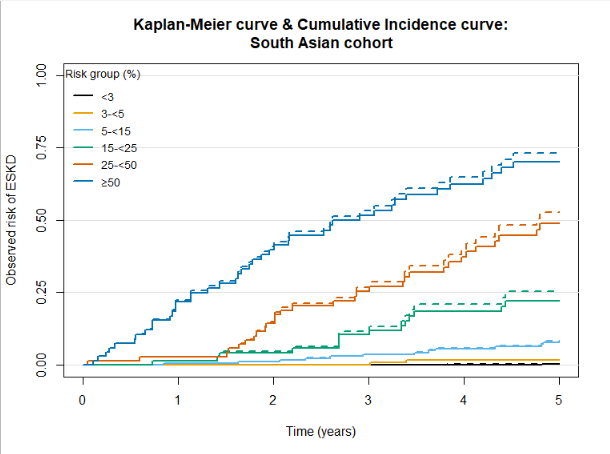 Kaplan-Meier curve & Cumulative Incidence curve:
South Asian cohort
Risk group (%)
<3
3-<5
5-<15
15-<25
25-<50
≥50
Observed risk of ESKD
1.00
0.75
0.50
0.25
0.00
0 1 2 3 4 5
Time (years)